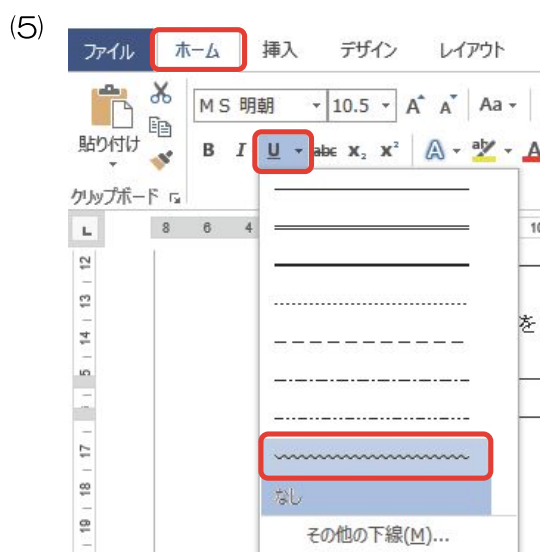 (5)
ファイル ホーム 挿入 デザイン レイアウト
MS 明朝 10.5 A A Aa
貼り付け
B I U abc X₂ X² A ab A
クリップボード
L 8 6 4 10
12
13
を
14
15
17
18
なし
19
その他の下線(M)...